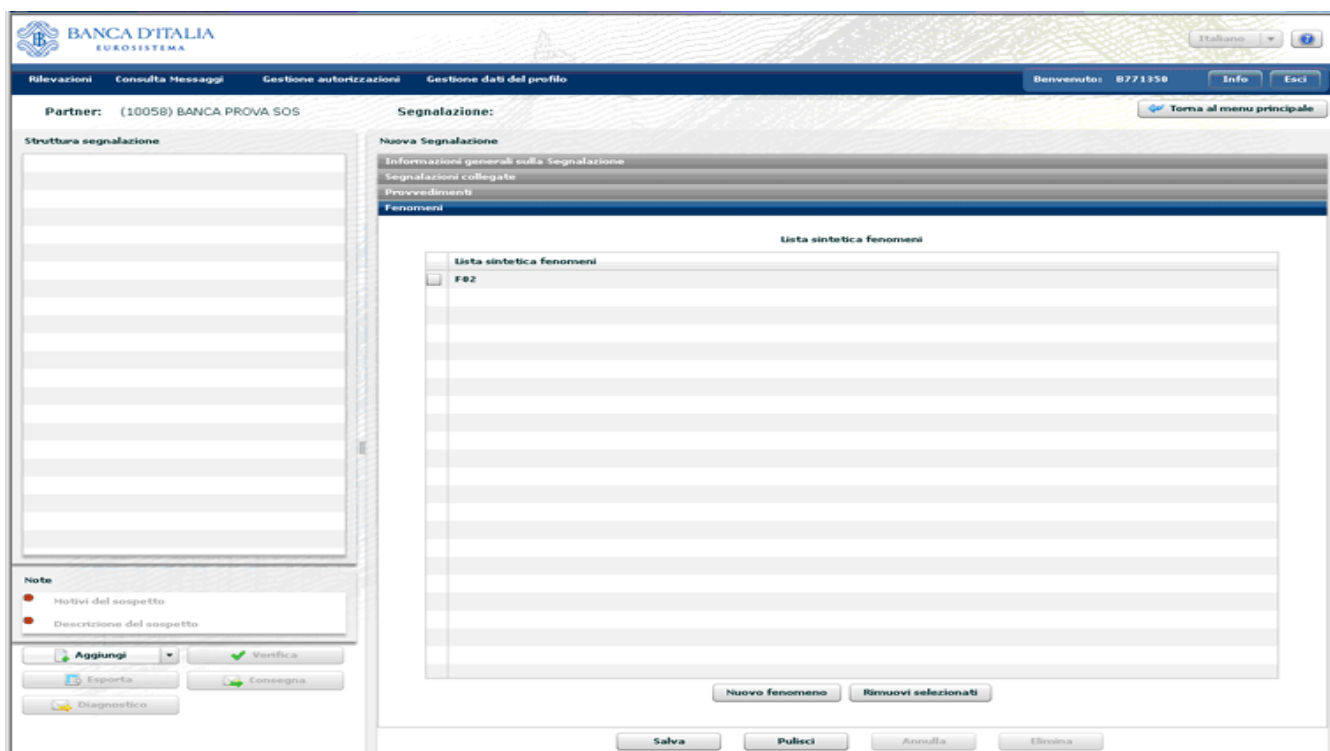 BANCA D'ITALIA
EUROSISTEMA
Italiano
Rilevazioni Consulta Messaggi Gestione autorizzazioni Gestione dati del profilo Benvenuto: B771350 Info Esci
Partner: (10058) BANCA PROVA SOS Segnalazione: Torna al menu principale
Struttura segnalazione
Nuova Segnalazione
Informazioni generali sulla Segnalazione
Segnalazioni collegate
Provvedimenti
Fenomeni
Lista sintetica fenomeni
Lista sintetica fenomeni
F02
Note
Motivi del sospetto
Descrizione del sospetto
Aggiungi Verifica
Esporta Consegna
Diagnostico
Nuovo fenomeno Rimuovi selezionati
Salva Pulisci Annulla Elimina